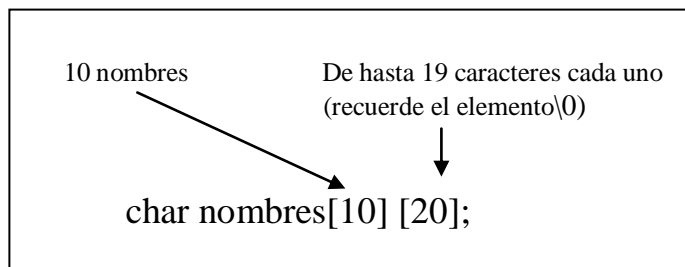 10 nombres
De hasta 19 caracteres cada uno
(recuerde el elemento\0)
char nombres[10] [20];